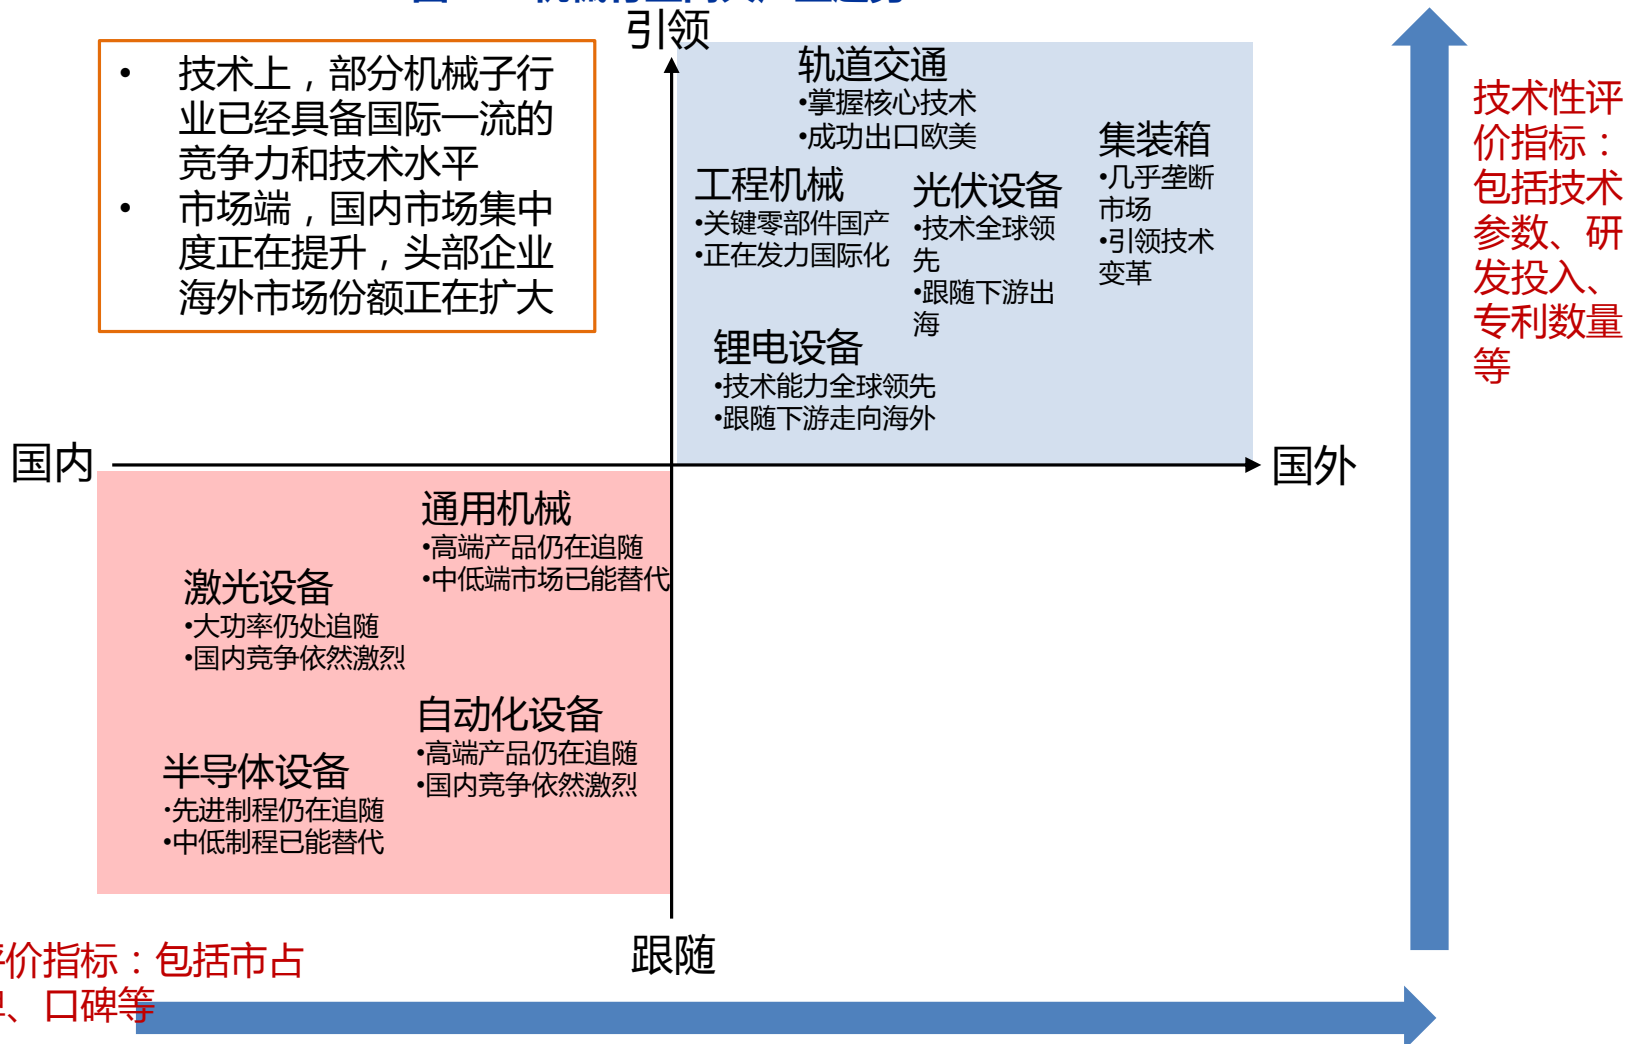 引领
• 技术上，部分机械子行
业已经具备国际一流的
竞争力和技术水平
• 市场端，国内市场集中
度正在提升，头部企业
海外市场份额正在扩大
轨道交通
•掌握核心技术
•成功出口欧美
集装箱
•几乎垄断
市场
•引领技术
变革
工程机械
•关键零部件国产
•正在发力国际化
光伏设备
•技术全球领
先
•跟随下游出
海
锂电设备
•技术能力全球领先
•跟随下游走向海外
技术性评
价指标：
包括技术
参数、研
发投入、
专利数量
等
国内
国外
通用机械
•高端产品仍在追随
•中低端市场已能替代
激光设备
•大功率仍处追随
•国内竞争依然激烈
自动化设备
•高端产品仍在追随
•国内竞争依然激烈
半导体设备
•先进制程仍在追随
•中低制程已能替代
跟随
评价指标：包括市占
、口碑等